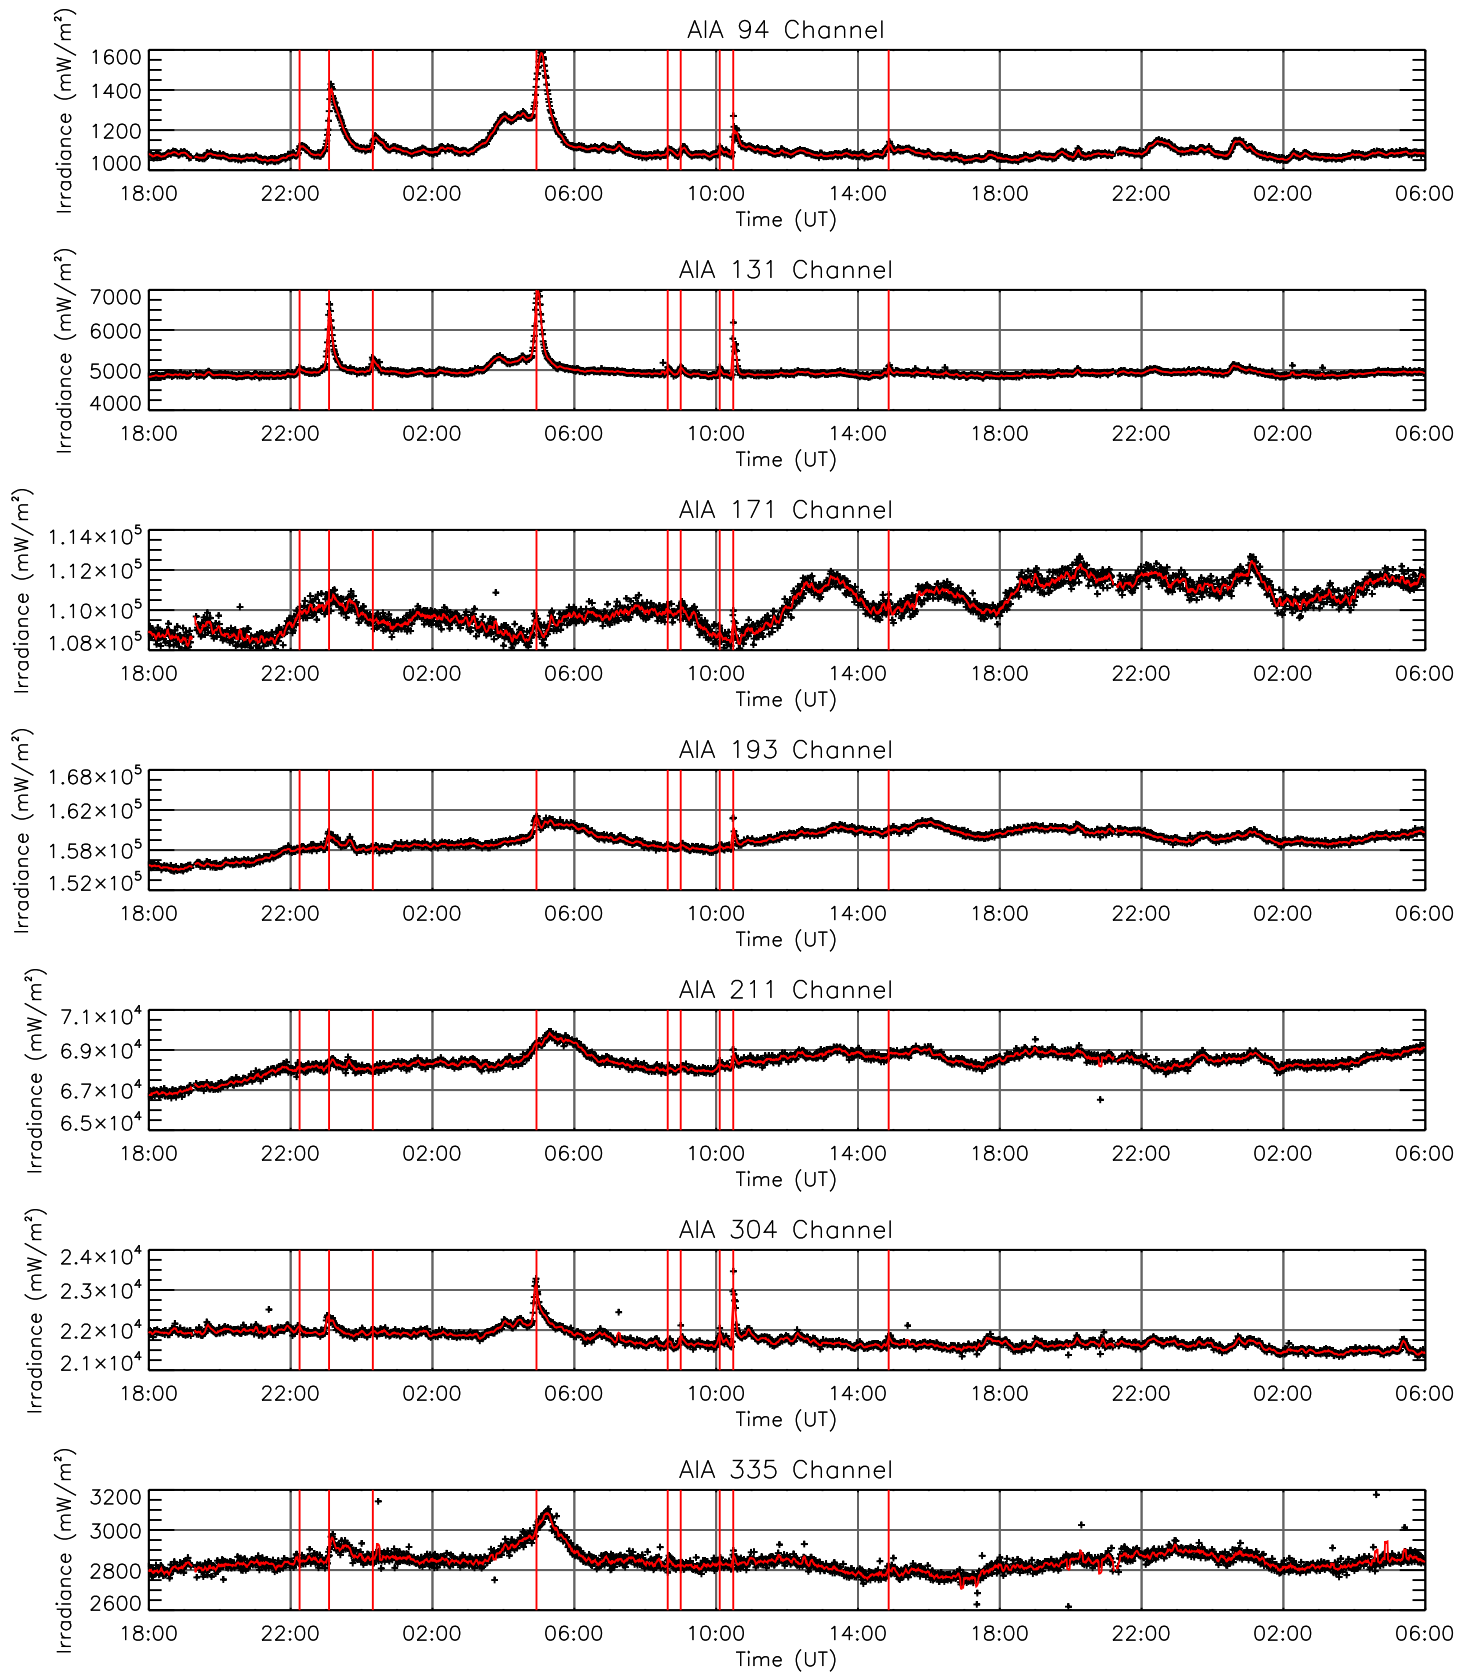 AIA 94 Channel
Irradiance (mW/m²)
1600
1400
1200
1000
18:00 22:00 02:00 06:00 10:00 14:00 18:00 22:00 02:00 06:00
Time (UT)
AIA 131 Channel
Irradiance (mW/m²)
7000
6000
5000
4000
18:00 22:00 02:00 06:00 10:00 14:00 18:00 22:00 02:00 06:00
Time (UT)
AIA 171 Channel
Irradiance (mW/m²)
1.14×10⁵
1.12×10⁵
1.10×10⁵
1.08×10⁵
18:00 22:00 02:00 06:00 10:00 14:00 18:00 22:00 02:00 06:00
Time (UT)
AIA 193 Channel
Irradiance (mW/m²)
1.68×10⁵
1.62×10⁵
1.58×10⁵
1.52×10⁵
18:00 22:00 02:00 06:00 10:00 14:00 18:00 22:00 02:00 06:00
Time (UT)
AIA 211 Channel
Irradiance (mW/m²)
7.1×10⁴
6.9×10⁴
6.7×10⁴
6.5×10⁴
18:00 22:00 02:00 06:00 10:00 14:00 18:00 22:00 02:00 06:00
Time (UT)
AIA 304 Channel
Irradiance (mW/m²)
2.4×10⁴
2.3×10⁴
2.2×10⁴
2.1×10⁴
18:00 22:00 02:00 06:00 10:00 14:00 18:00 22:00 02:00 06:00
Time (UT)
AIA 335 Channel
Irradiance (mW/m²)
3200
3000
2800
2600
18:00 22:00 02:00 06:00 10:00 14:00 18:00 22:00 02:00 06:00
Time (UT)